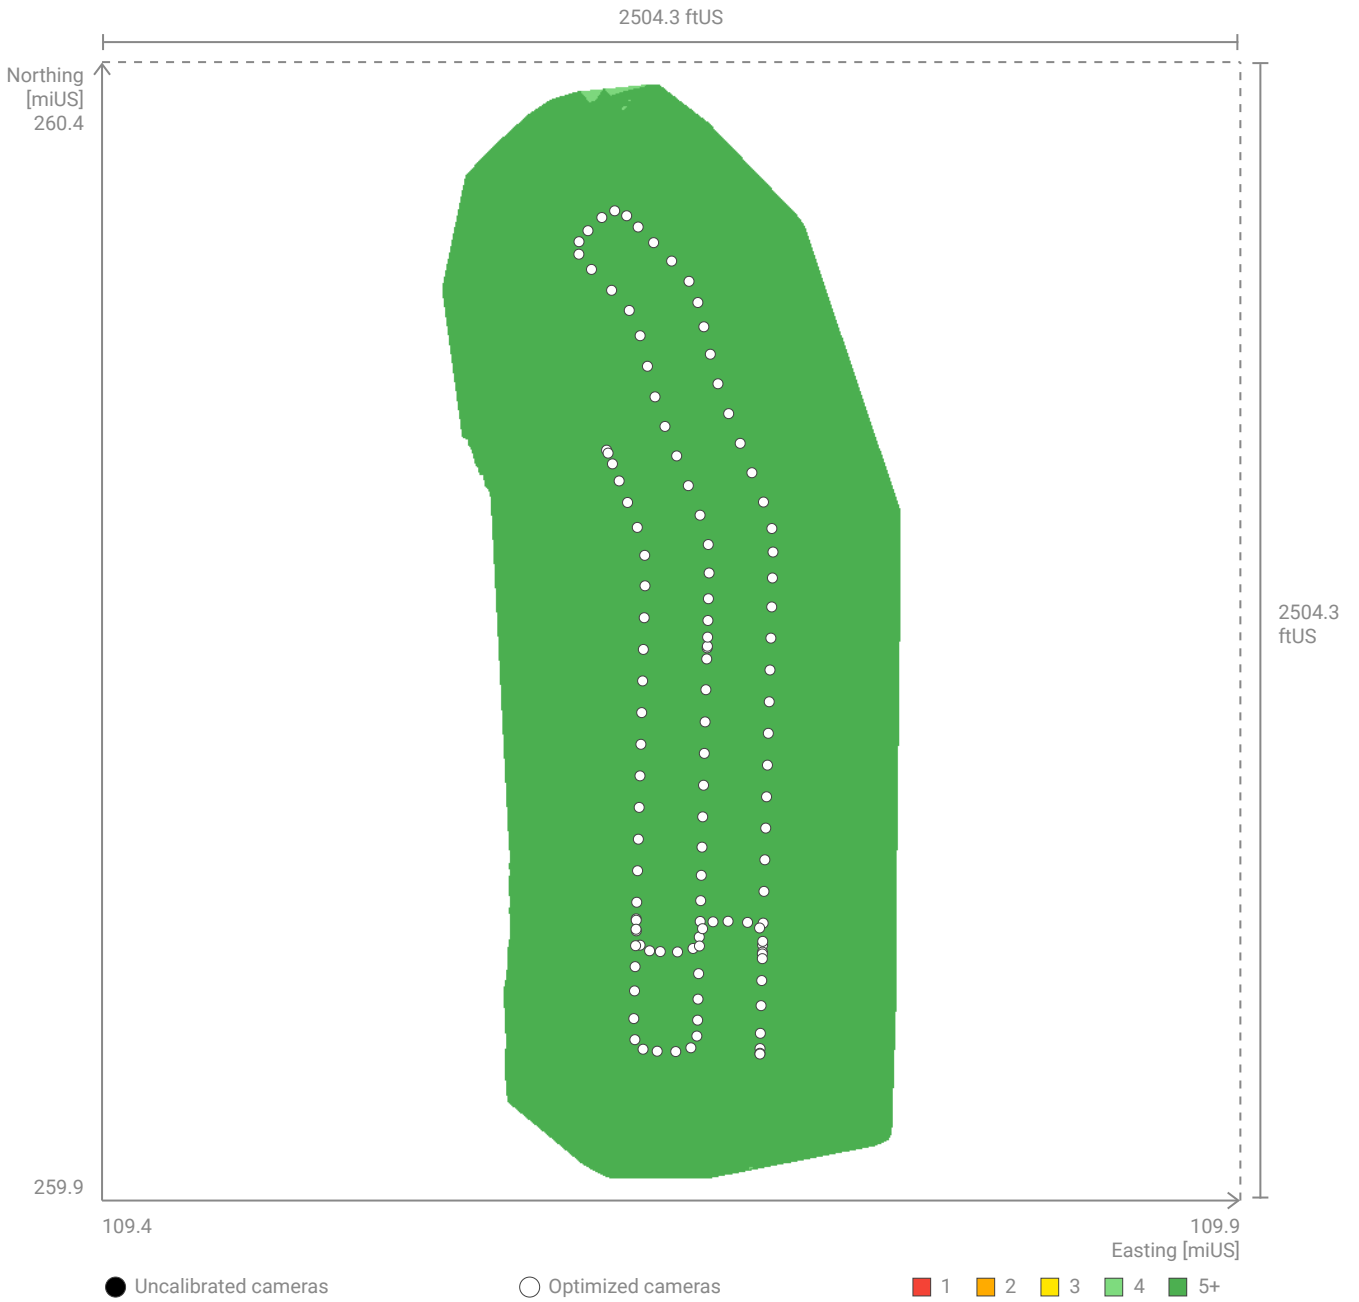 2504.3 ftUS
Northing
[miUS]
260.4
2504.3
ftUS
259.9
109.4
109.9
Easting [miUS]
Uncalibrated cameras
Optimized cameras
1
2
3
4
5+